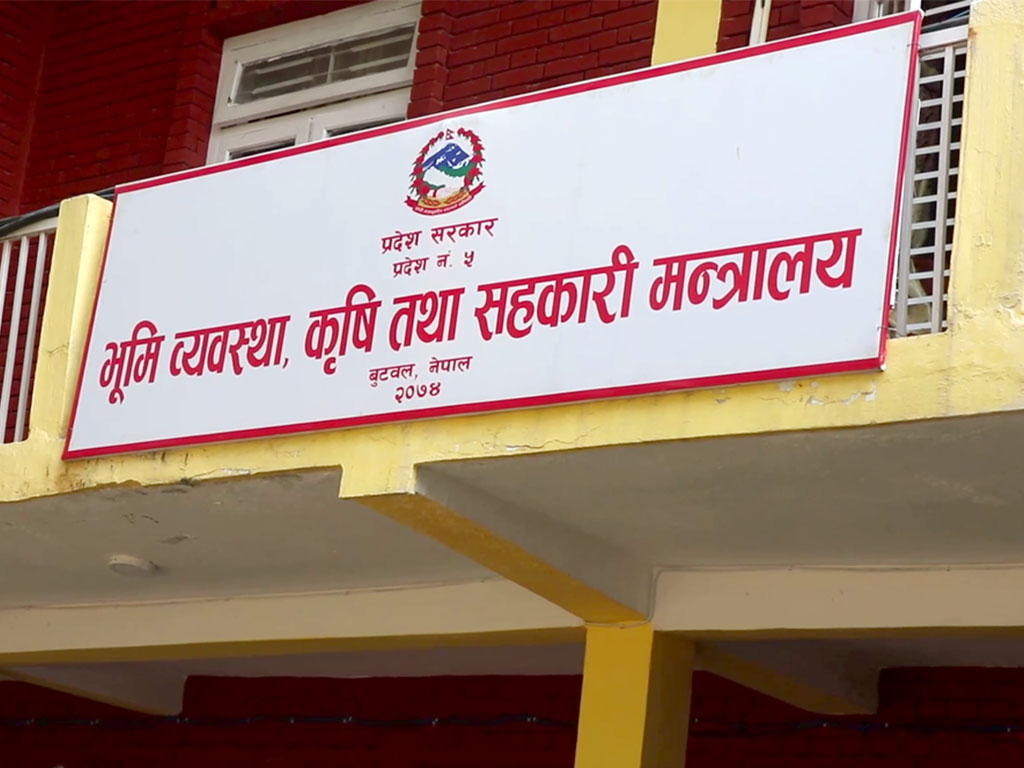 प्रदेश सरकार
प्रदेश नं. ५
भूमि व्यवस्था, कृषि तथा सहकारी मन्त्रालय
बुटवल, नेपाल
२०७४